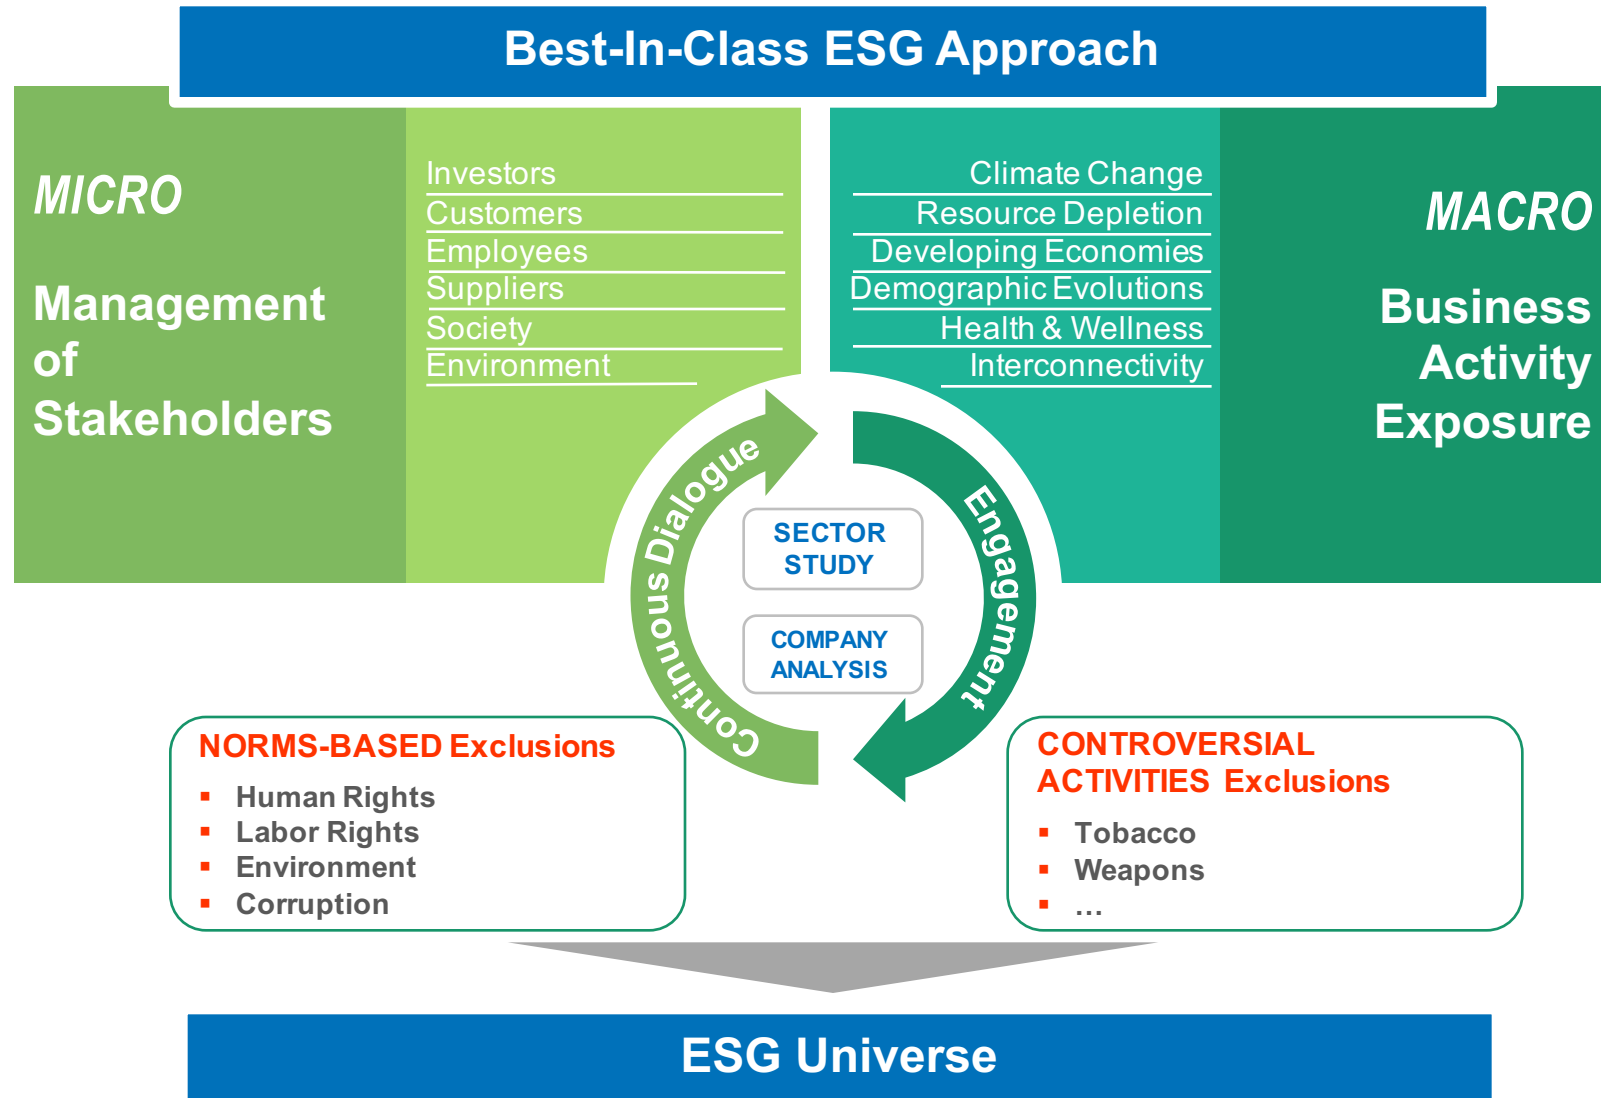 Best-In-Class ESG Approach
MICRO
Management
of
Stakeholders
Investors
Customers
Employees
Suppliers
Society
Environment
Climate Change
Resource Depletion
Developing Economies
Demographic Evolutions
Health & Wellness
Interconnectivity
MACRO
Business
Activity
Exposure
Continuous Dialogue
Engagement
SECTOR
STUDY
COMPANY
ANALYSIS
NORMS-BASED Exclusions
▪ Human Rights
▪ Labor Rights
▪ Environment
▪ Corruption
CONTROVERSIAL
ACTIVITIES Exclusions
▪ Tobacco
▪ Weapons
▪ …
ESG Universe